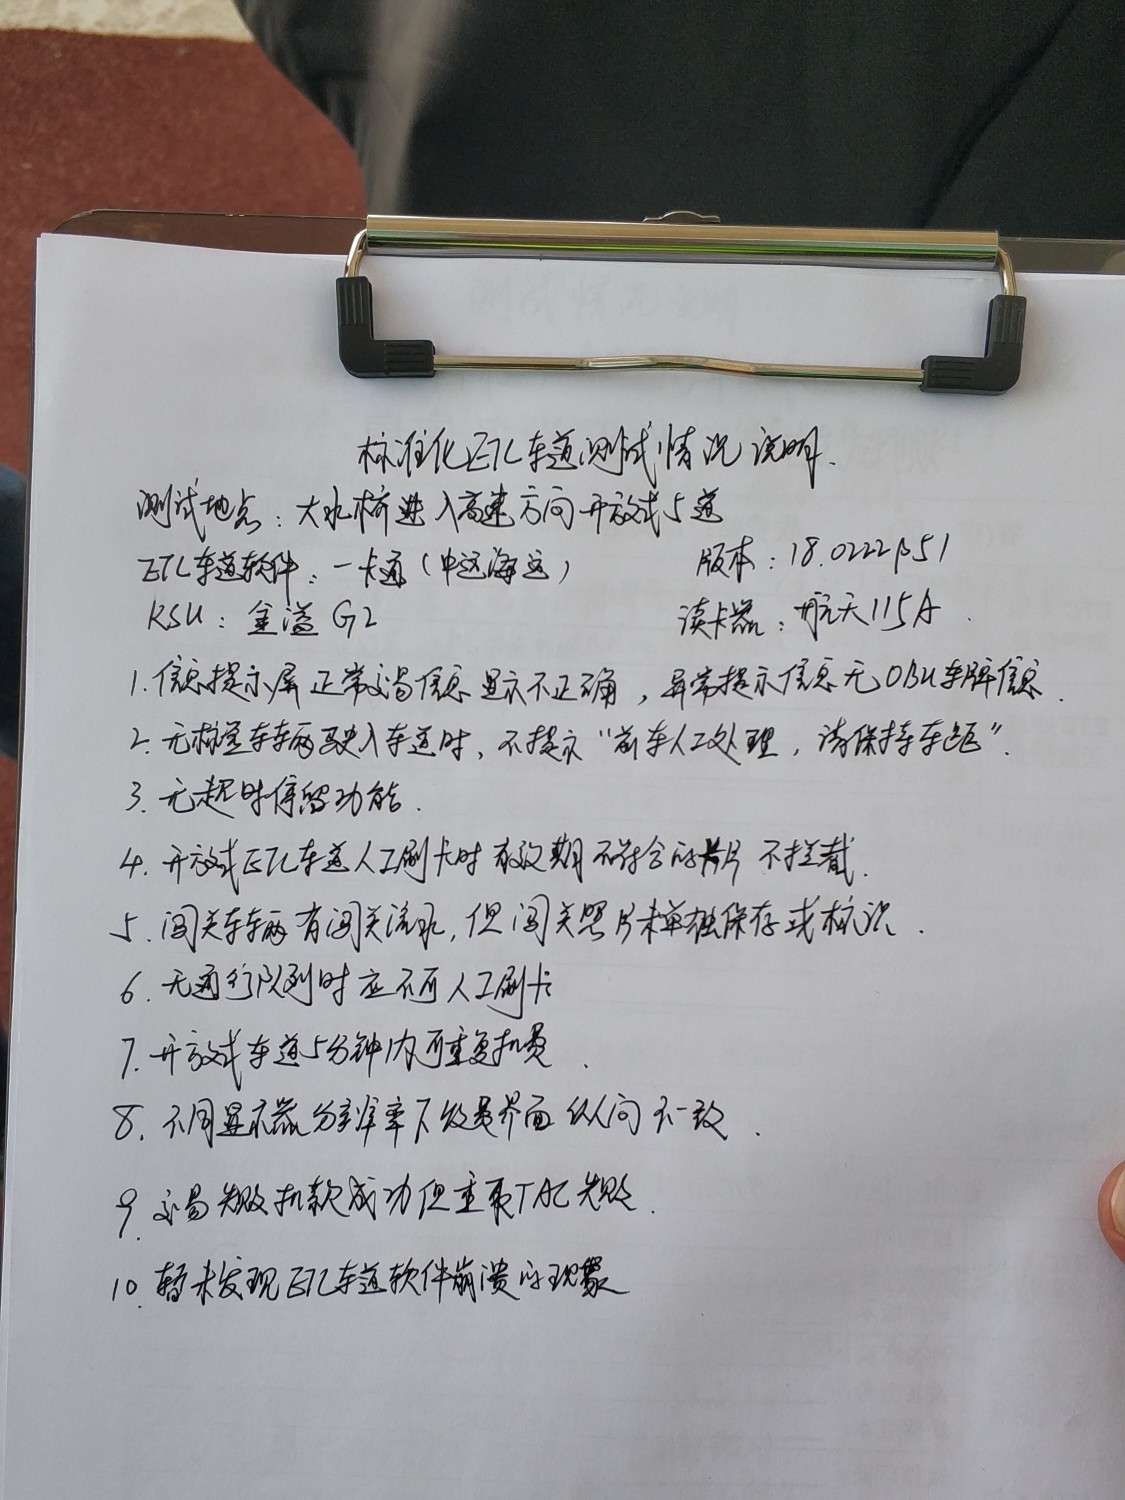 标准化ETC车道测试情况说明.
测试地点：大水桥进入高速方向开放式5道
ETC车道软件：一卡通（中远海运） 版本：18.0222β51
RSU：金溢G2 读卡器：航天115A.
1.信息提示屏正常交易信息显示不正确，异常提示信息无OBU车牌信息.
2.无标签车辆驶入车道时，不提示“前车人工处理，请保持车距”.
3.无超时停留功能.
4.开放式ETC车道人工刷卡时有效期不符合的卡片不拦截.
5.闯关车辆有闯关流水，但闯关照片未单独保存或标识.
6.无通行队列时应不可人工刷卡
7.开放式车道5分钟内可重复扣费.
8.不同显示器分辨率下收费界面纵向不一致.
9.交易失败扣款成功但重取TAC失败.
10.暂未发现ETC车道软件崩溃的现象